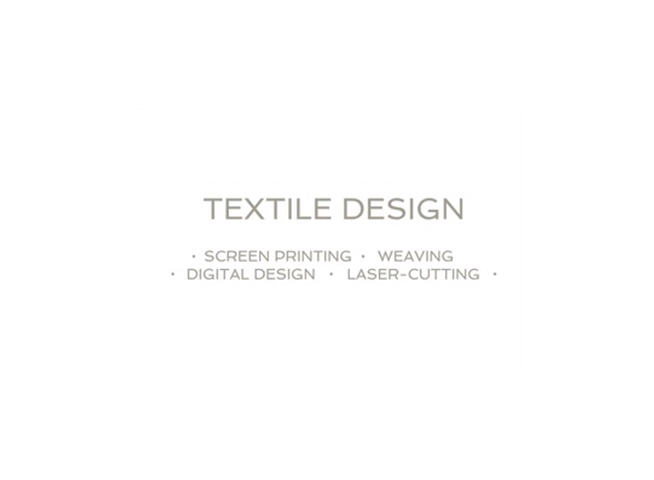 TEXTILE DESIGN
· SCREEN PRINTING · WEAVING
· DIGITAL DESIGN · LASER-CUTTING ·